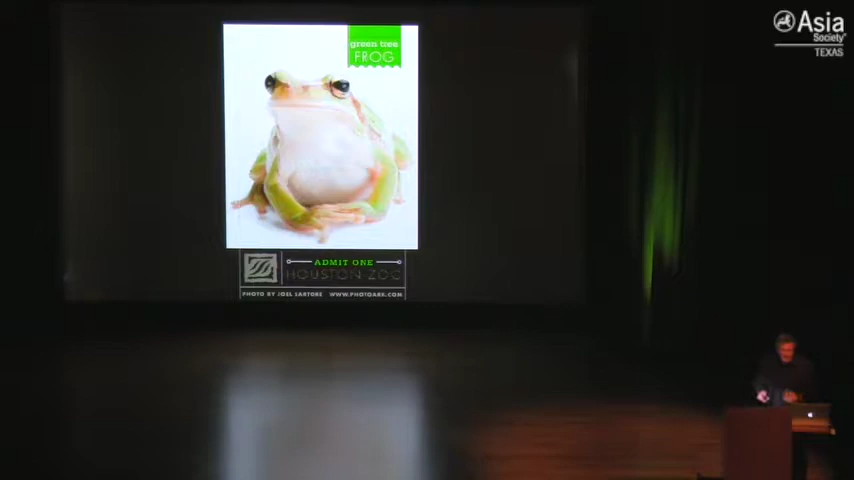 green tree
FROG
ADMIT ONE
HOUSTON ZOO
PHOTO BY JOEL SARTORE WWW.PHOTOARK.COM
Asia
Society
TEXAS